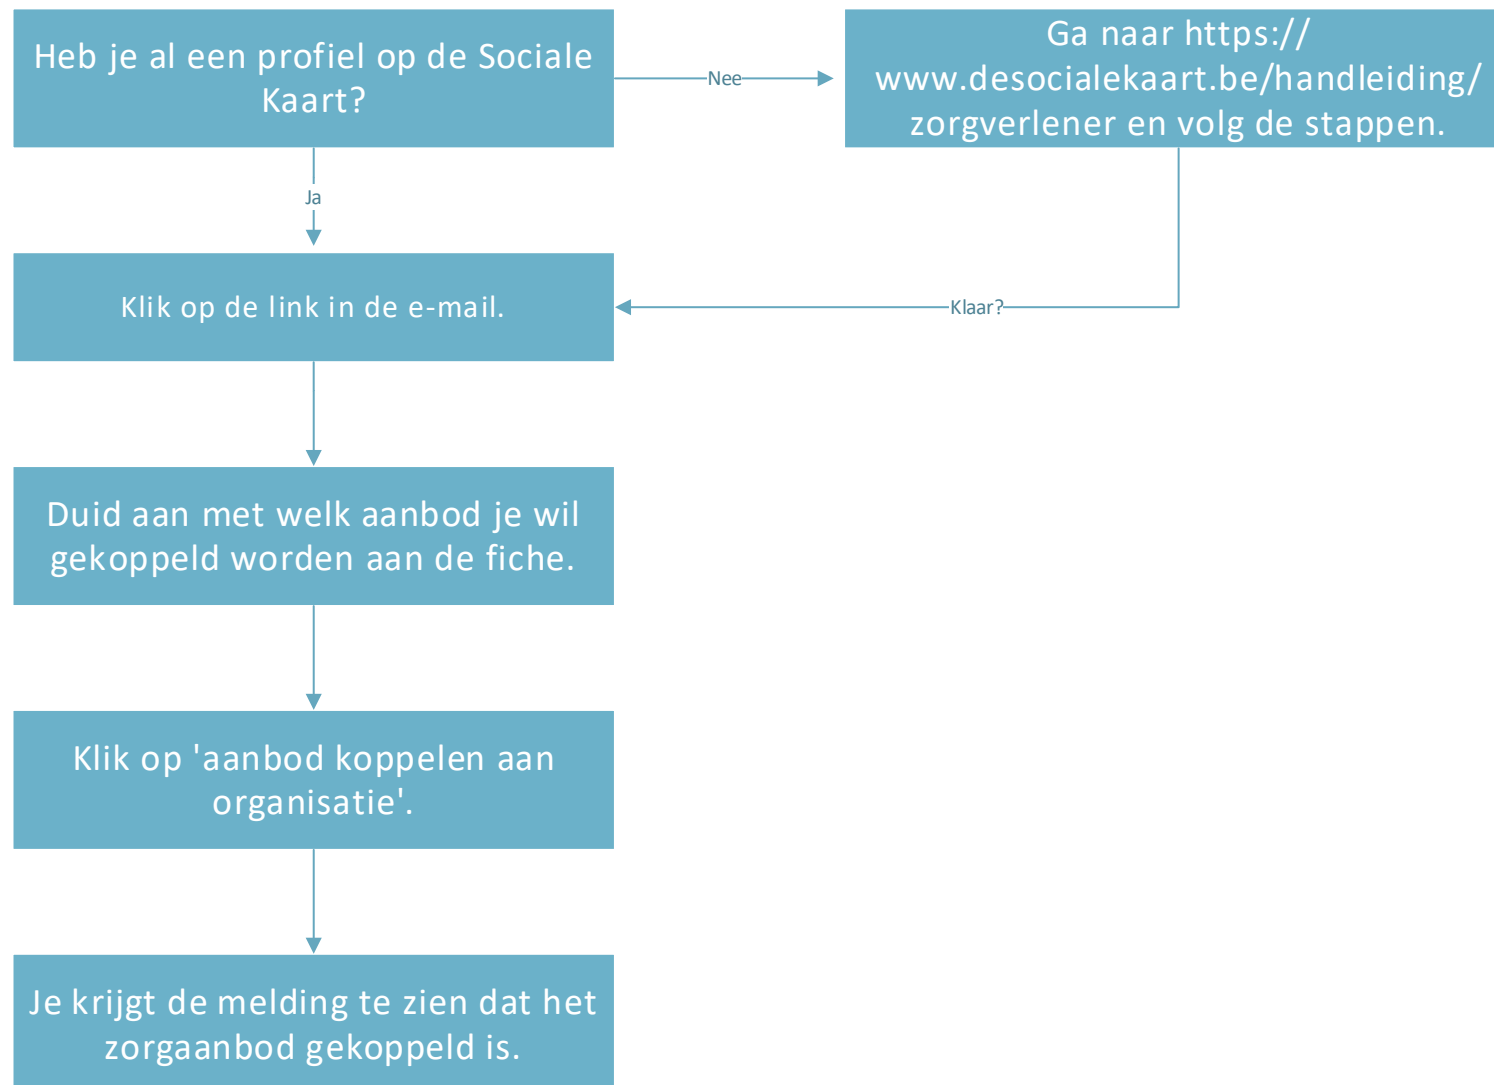 Heb je al een profiel op de Sociale
Kaart?
Nee
Ga naar https://
www.desocialekaart.be/handleiding/
zorgverlener en volg de stappen.
Ja
Klik op de link in de e-mail.
Klaar?
Duid aan met welk aanbod je wil
gekoppeld worden aan de fiche.
Klik op 'aanbod koppelen aan
organisatie'.
Je krijgt de melding te zien dat het
zorgaanbod gekoppeld is.